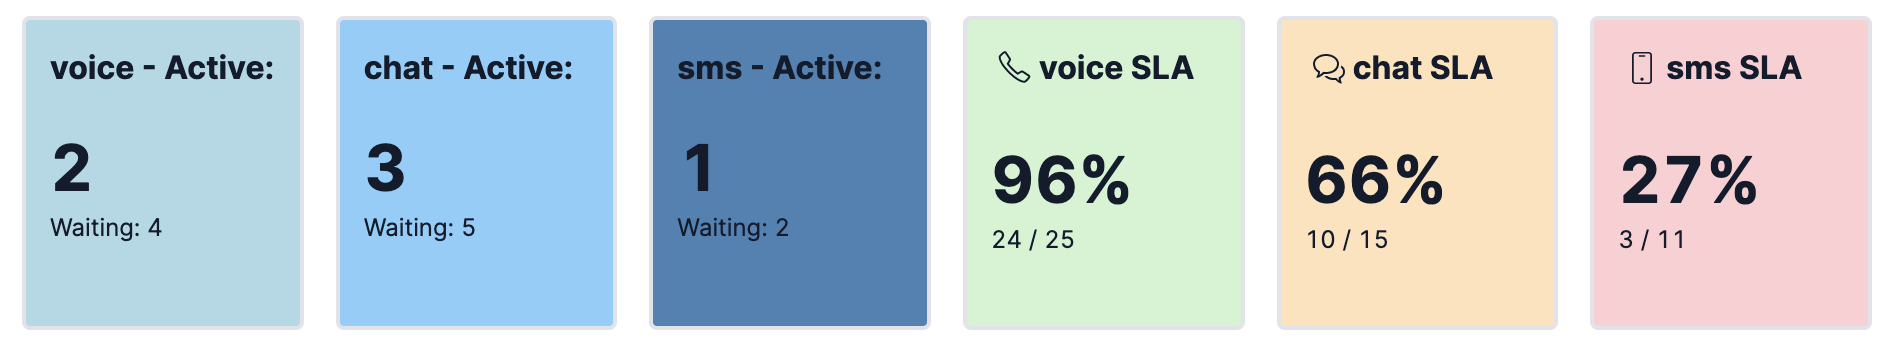 voice - Active:
2
Waiting: 4
chat - Active:
3
Waiting: 5
sms - Active:
1
Waiting: 2
voice SLA
96%
24 / 25
chat SLA
66%
10 / 15
sms SLA
27%
3 / 11